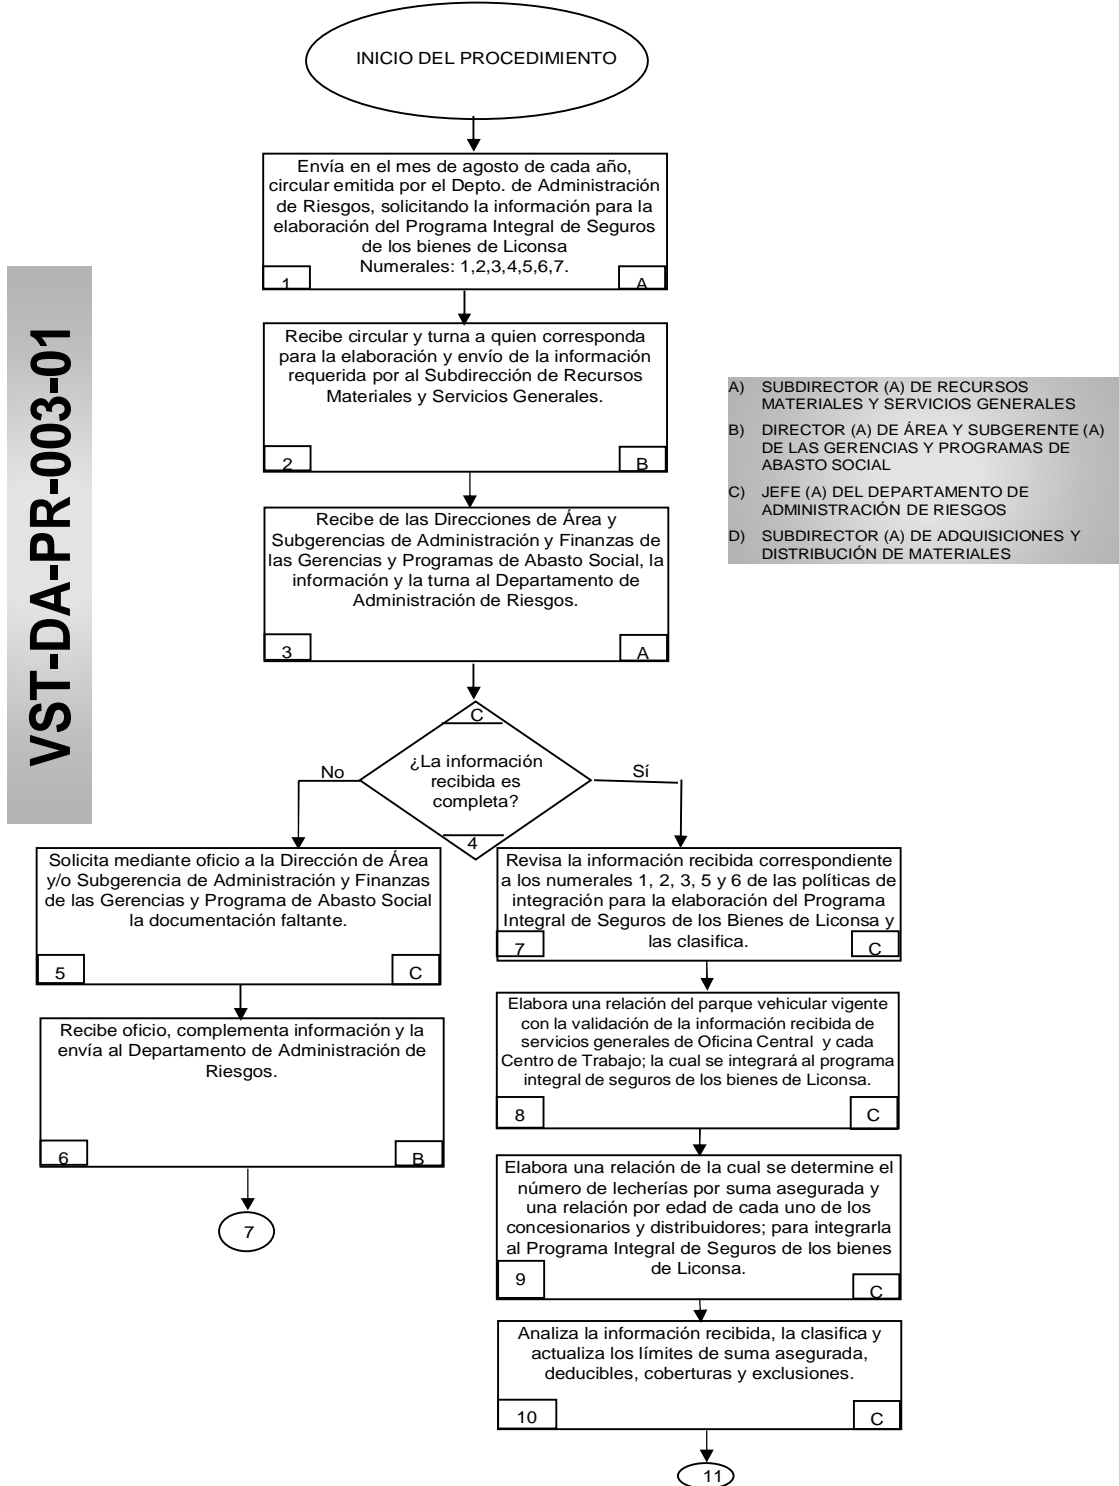 INICIO DEL PROCEDIMIENTO
Envía en el mes de agosto de cada año,
circular emitida por el Depto. de Administración
de Riesgos, solicitando la información para la
elaboración del Programa Integral de Seguros
de los bienes de Liconsa
Numerales: 1,2,3,4,5,6,7.
1
A
Recibe circular y turna a quien corresponda
para la elaboración y envío de la información
requerida por al Subdirección de Recursos
Materiales y Servicios Generales.
2
B
Recibe de las Direcciones de Área y
Subgerencias de Administración y Finanzas de
las Gerencias y Programas de Abasto Social, la
información y la turna al Departamento de
Administración de Riesgos.
3
A
VST-DA-PR-003-01
A) SUBDIRECTOR (A) DE RECURSOS
MATERIALES Y SERVICIOS GENERALES
B) DIRECTOR (A) DE ÁREA Y SUBGERENTE (A)
DE LAS GERENCIAS Y PROGRAMAS DE
ABASTO SOCIAL
C) JEFE (A) DEL DEPARTAMENTO DE
ADMINISTRACIÓN DE RIESGOS
D) SUBDIRECTOR (A) DE ADQUISICIONES Y
DISTRIBUCIÓN DE MATERIALES
C
¿La información
recibida es
completa?
4
No
Sí
Solicita mediante oficio a la Dirección de Área
y/o Subgerencia de Administración y Finanzas
de las Gerencias y Programa de Abasto Social
la documentación faltante.
5
C
Recibe oficio, complementa información y la
envía al Departamento de Administración de
Riesgos.
6
B
7
Revisa la información recibida correspondiente
a los numerales 1, 2, 3, 5 y 6 de las políticas de
integración para la elaboración del Programa
Integral de Seguros de los Bienes de Liconsa y
las clasifica.
7
C
Elabora una relación del parque vehicular vigente
con la validación de la información recibida de
servicios generales de Oficina Central y cada
Centro de Trabajo; la cual se integrará al programa
integral de seguros de los bienes de Liconsa.
8
C
Elabora una relación de la cual se determine el
número de lecherías por suma asegurada y
una relación por edad de cada uno de los
concesionarios y distribuidores; para integrarla
al Programa Integral de Seguros de los bienes
de Liconsa.
9
C
Analiza la información recibida, la clasifica y
actualiza los límites de suma asegurada,
deducibles, coberturas y exclusiones.
10
C
11